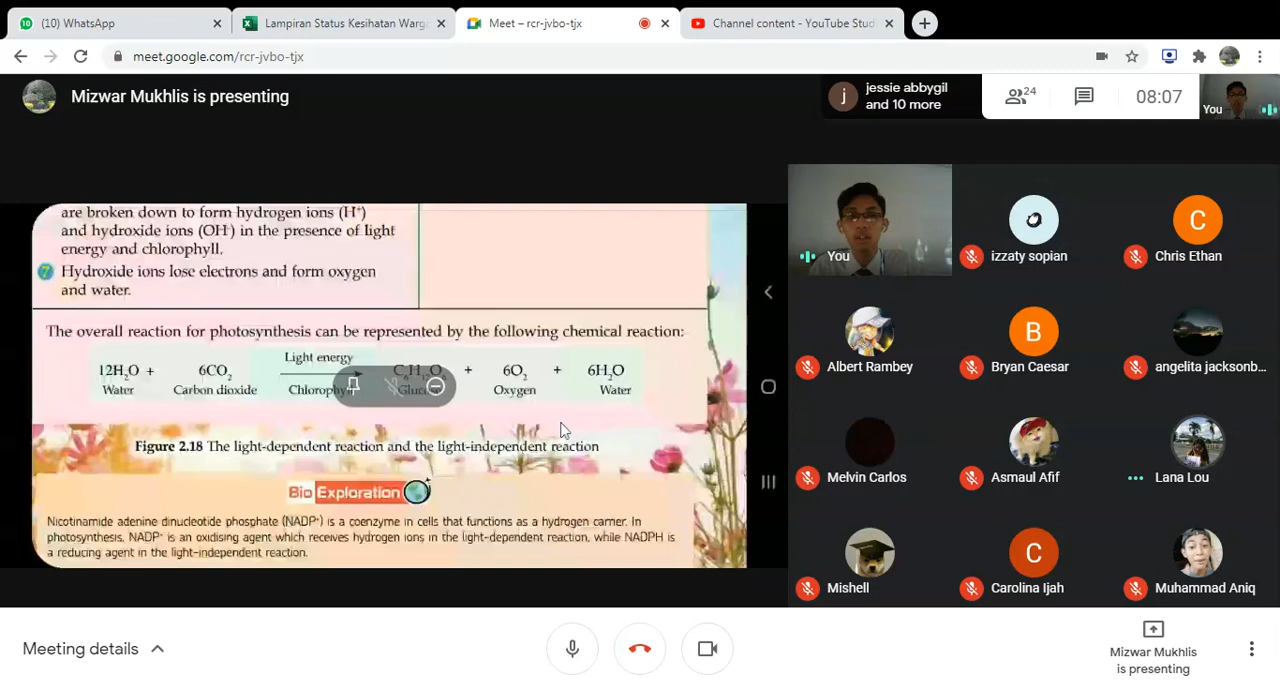 (10) WhatsApp
Lampiran Status Kesihatan Warga
Meet – rcr-jvbo-tjx
Channel content - YouTube Stud
meet.google.com/rcr-jvbo-tjx
Mizwar Mukhlis is presenting
j
jessie abbygil
and 10 more
24
08:07
You
are broken down to form hydrogen ions (H⁺)
and hydroxide ions (OH⁻) in the presence of light
energy and chlorophyll.
7 Hydroxide ions lose electrons and form oxygen
and water.
The overall reaction for photosynthesis can be represented by the following chemical reaction:
Light energy
12H₂O + 6CO₂ C₆H₁₂O₆ + 6O₂ + 6H₂O
Water Carbon dioxide Chlorophyll Glucose Oxygen Water
Figure 2.18 The light-dependent reaction and the light-independent reaction
Bio Exploration
Nicotinamide adenine dinucleotide phosphate (NADP⁺) is a coenzyme in cells that functions as a hydrogen carrier. In
photosynthesis, NADP⁺ is an oxidising agent which receives hydrogen ions in the light-dependent reaction, while NADPH is
a reducing agent in the light-independent reaction.
You
izzaty sopian
C
Chris Ethan
Albert Rambey
B
Bryan Caesar
angelita jacksonb...
Melvin Carlos
Asmaul Afif
Lana Lou
Mishell
C
Carolina Ijah
Muhammad Aniq
Meeting details
Mizwar Mukhlis
is presenting